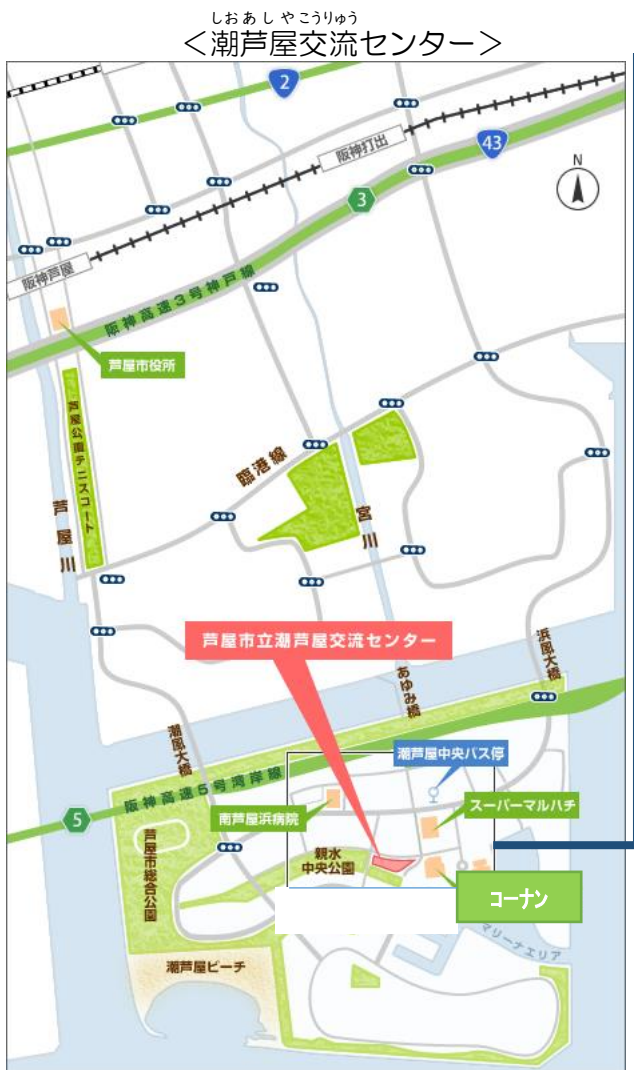 しおあしやこうりゅう
＜潮芦屋交流センター＞
2
阪神打出
43
N
3
阪神芦屋
阪神高速3号神戸線
芦屋市役所
芦屋公園テニスコート
臨港線
芦屋川
宮川
芦屋市立潮芦屋交流センター
浜風大橋
あゆみ橋
潮風大橋
潮芦屋中央バス停
阪神高速5号湾岸線
5
スーパーマルハチ
南芦屋浜病院
芦屋市
総合公園
親水
中央公園
コーナン
マリーナエリア
潮芦屋ビーチ